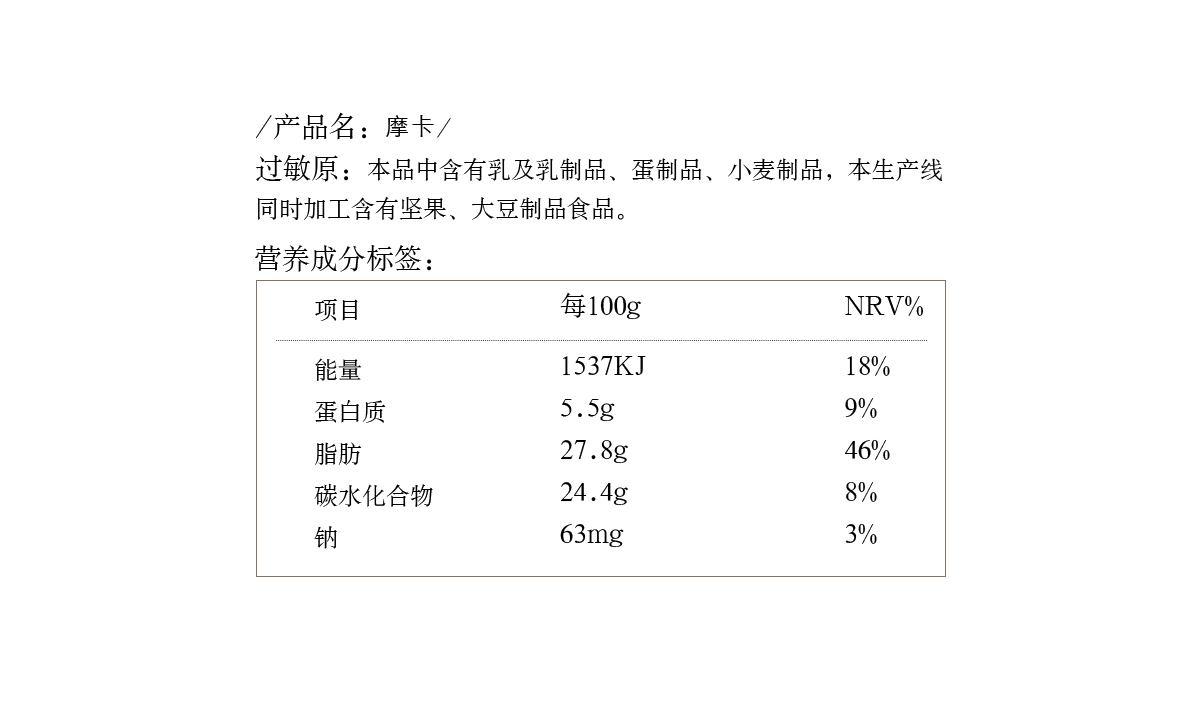 /产品名：摩卡/
过敏原：本品中含有乳及乳制品、蛋制品、小麦制品，本生产线
同时加工含有坚果、大豆制品食品。
营养成分标签：
项目 每100g NRV%
能量 1537KJ 18%
蛋白质 5.5g 9%
脂肪 27.8g 46%
碳水化合物 24.4g 8%
钠 63mg 3%